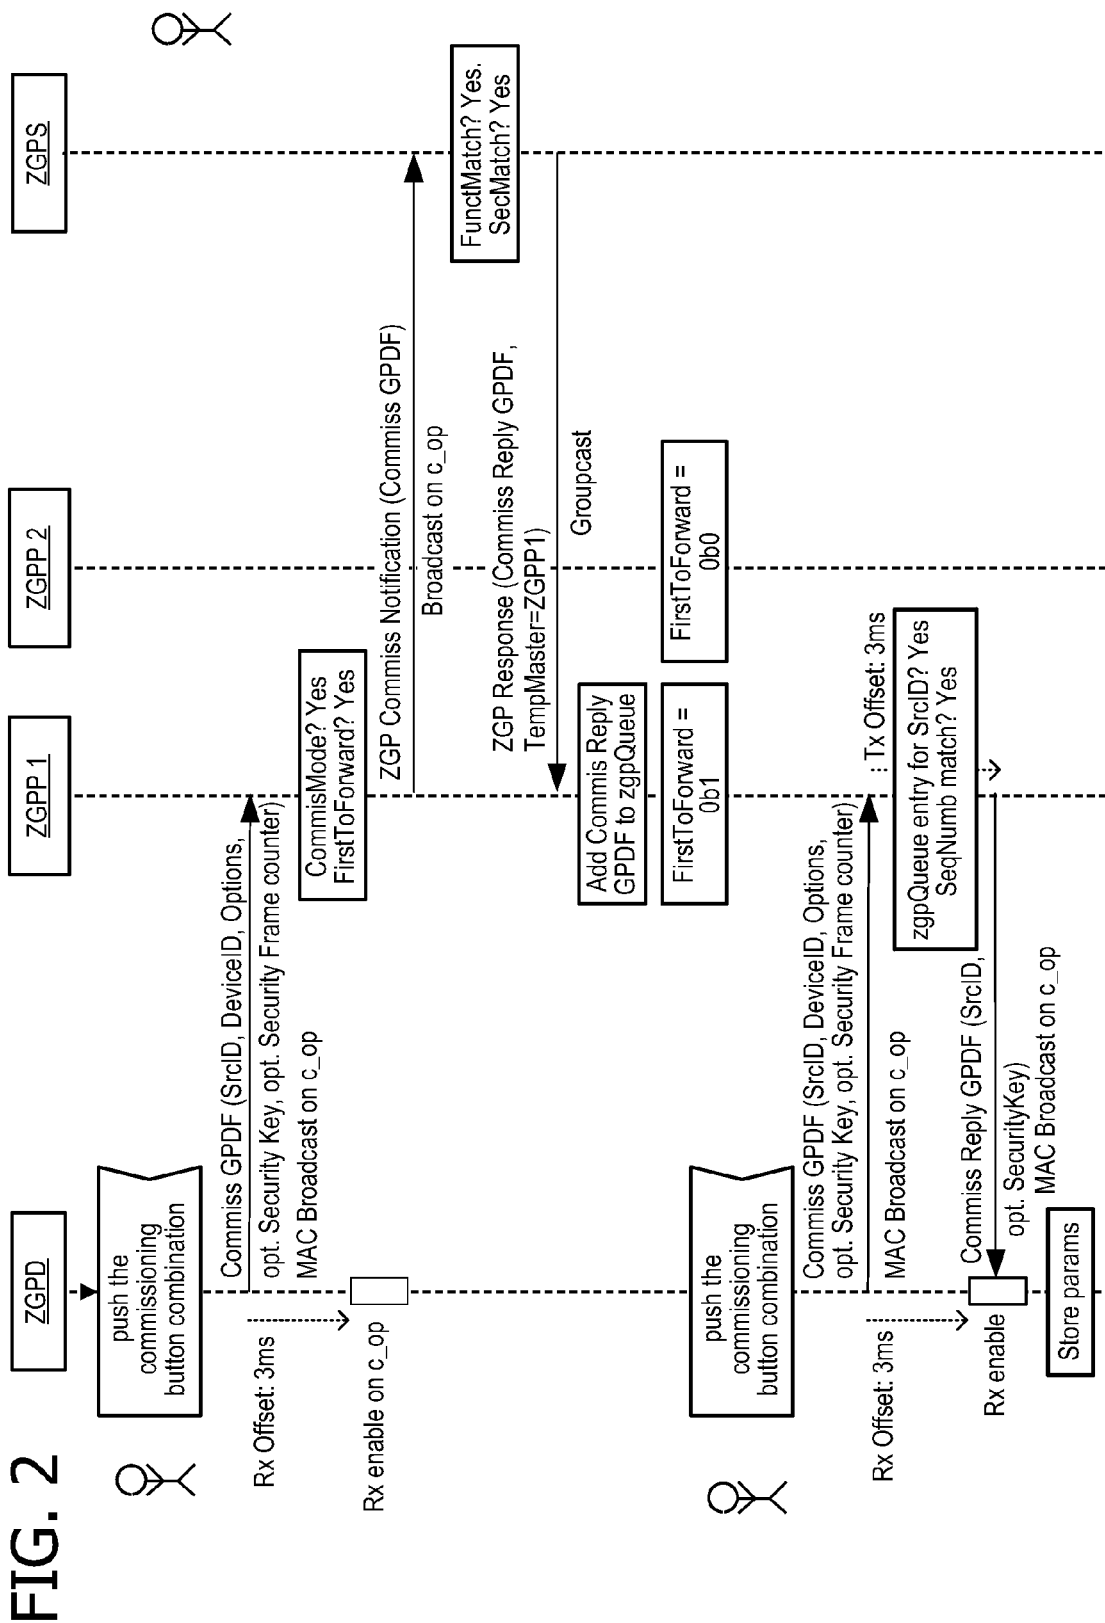 FIG. 2
ZGPD
ZGPP 1
ZGPP 2
ZGPS
push the
commissioning
button combination
Commiss GPDF (SrcID, DeviceID, Options,
opt. Security Key, opt. Security Frame counter)
MAC Broadcast on c_op
Rx Offset: 3ms
Rx enable on c_op
CommisMode? Yes
FirstToForward? Yes
ZGP Commiss Notification (Commiss GPDF)
Broadcast on c_op
FunctMatch? Yes.
SecMatch? Yes
ZGP Response (Commiss Reply GPDF,
TempMaster=ZGPP1)
Groupcast
Add Commis Reply
GPDF to zgpQueue
FirstToForward =
0b1
FirstToForward =
0b0
push the
commissioning
button combination
Commiss GPDF (SrcID, DeviceID, Options,
opt. Security Key, opt. Security Frame counter)
MAC Broadcast on c_op
Rx Offset: 3ms
Tx Offset: 3ms
zgpQueue entry for SrcID? Yes
SeqNumb match? Yes
Commiss Reply GPDF (SrcID,
opt. SecurityKey)
MAC Broadcast on c_op
Rx enable
Store params